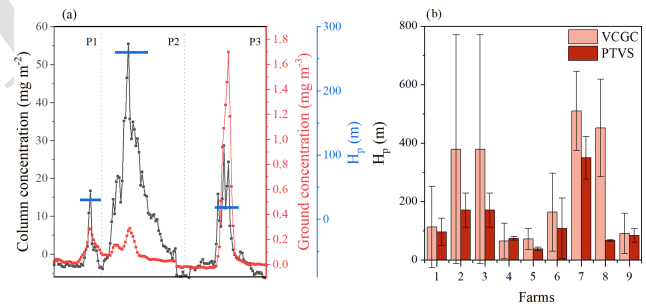 (a)
P1 P2 P3
Column concentration (mg m-2)
60
50
40
30
20
10
0
Ground concentration (mg m-3)
1.8
1.6
1.4
1.2
1.0
0.8
0.6
0.4
0.2
0.0
Hp (m)
300
200
100
0
(b)
VCGC
PTVS
Hp (m)
800
600
400
200
0
1 2 3 4 5 6 7 8 9
Farms